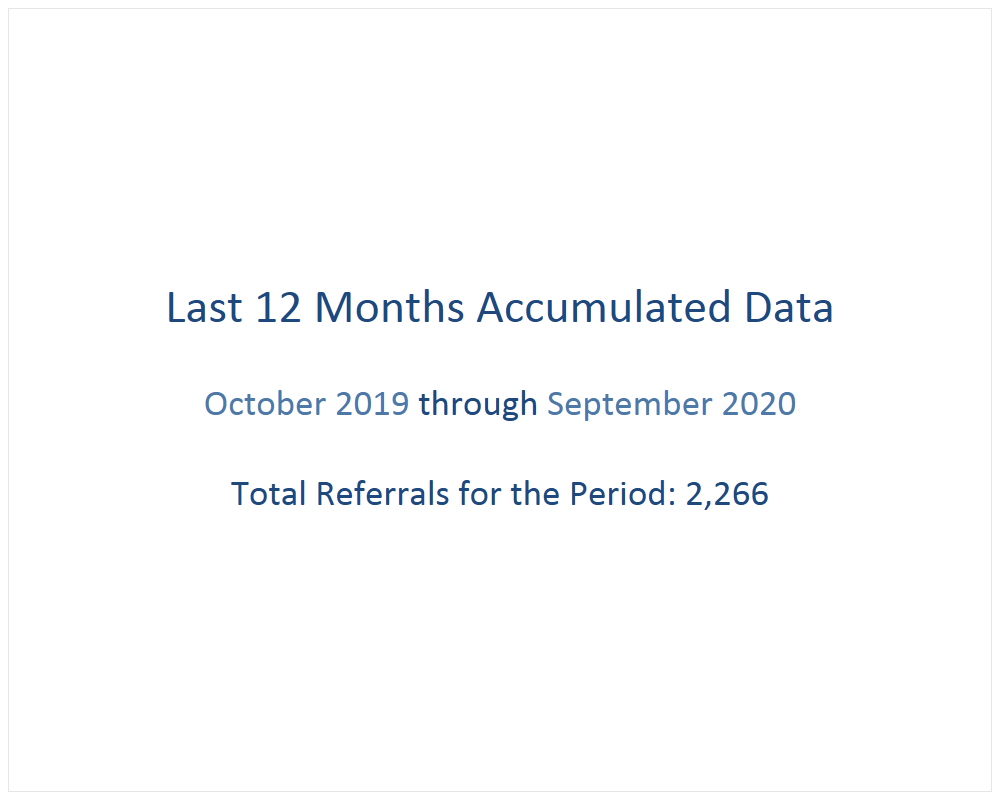 Last 12 Months Accumulated Data
October 2019 through September 2020
Total Referrals for the Period: 2,266